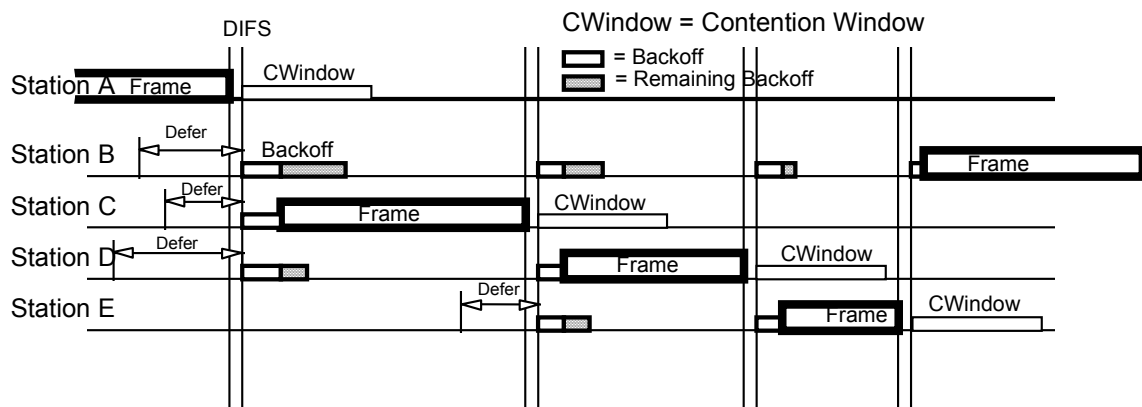 DIFS
CWindow = Contention Window
= Backoff
= Remaining Backoff
Station A
Frame
CWindow
Station B
Defer
Backoff
Frame
Station C
Defer
Frame
CWindow
Station D
Defer
Frame
CWindow
Station E
Defer
Frame
CWindow